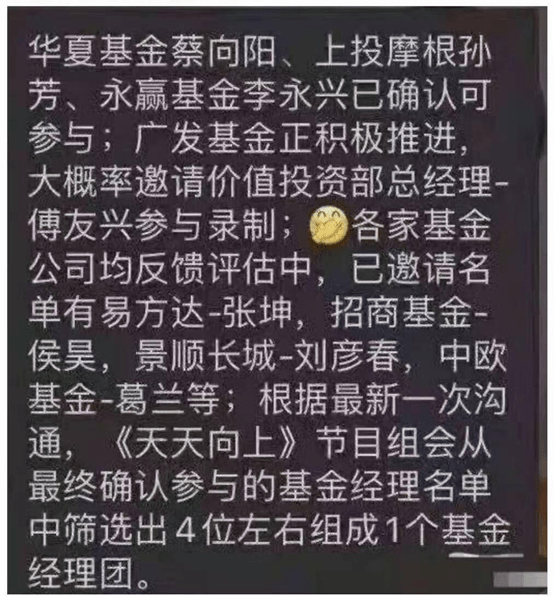 华夏基金蔡向阳、上投摩根孙
芳、永赢基金李永兴已确认可
参与；广发基金正积极推进，
大概率邀请价值投资部总经理-
傅友兴参与录制；各家基金
公司均反馈评估中，已邀请名
单有易方达-张坤，招商基金-
侯昊，景顺长城-刘彦春，中欧
基金-葛兰等；根据最新一次沟
通，《天天向上》节目组会从
最终确认参与的基金经理名单
中筛选出4位左右组成1个基金
经理团。